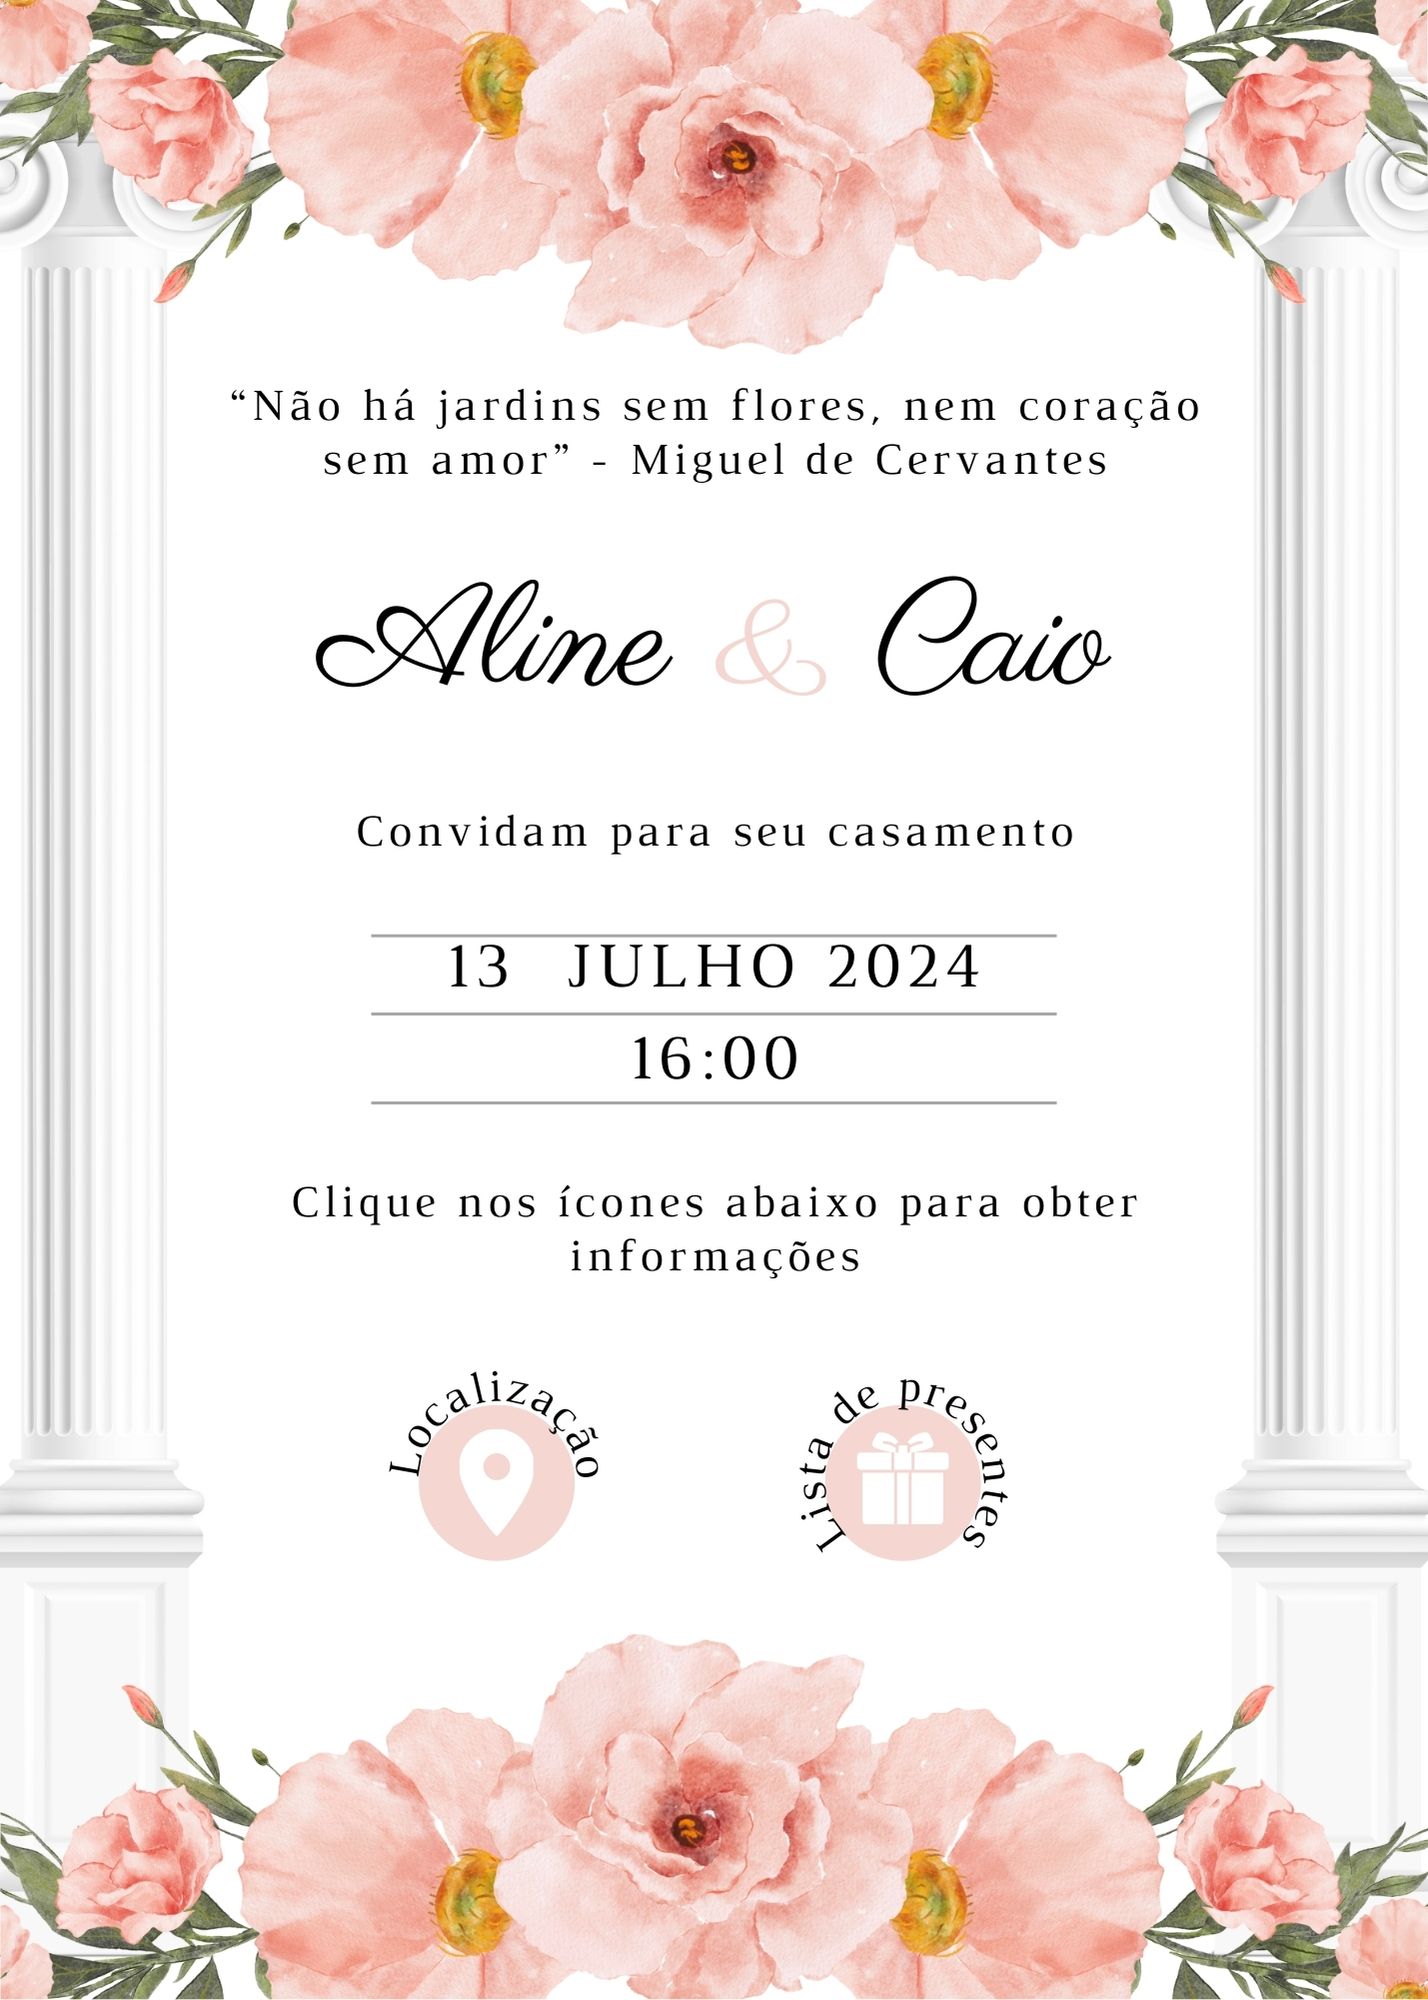 “Não há jardins sem flores, nem coração
sem amor” - Miguel de Cervantes
Aline & Caio
Convidam para seu casamento
13 JULHO 2024
16:00
Clique nos ícones abaixo para obter
informações
Localização
Lista de presentes